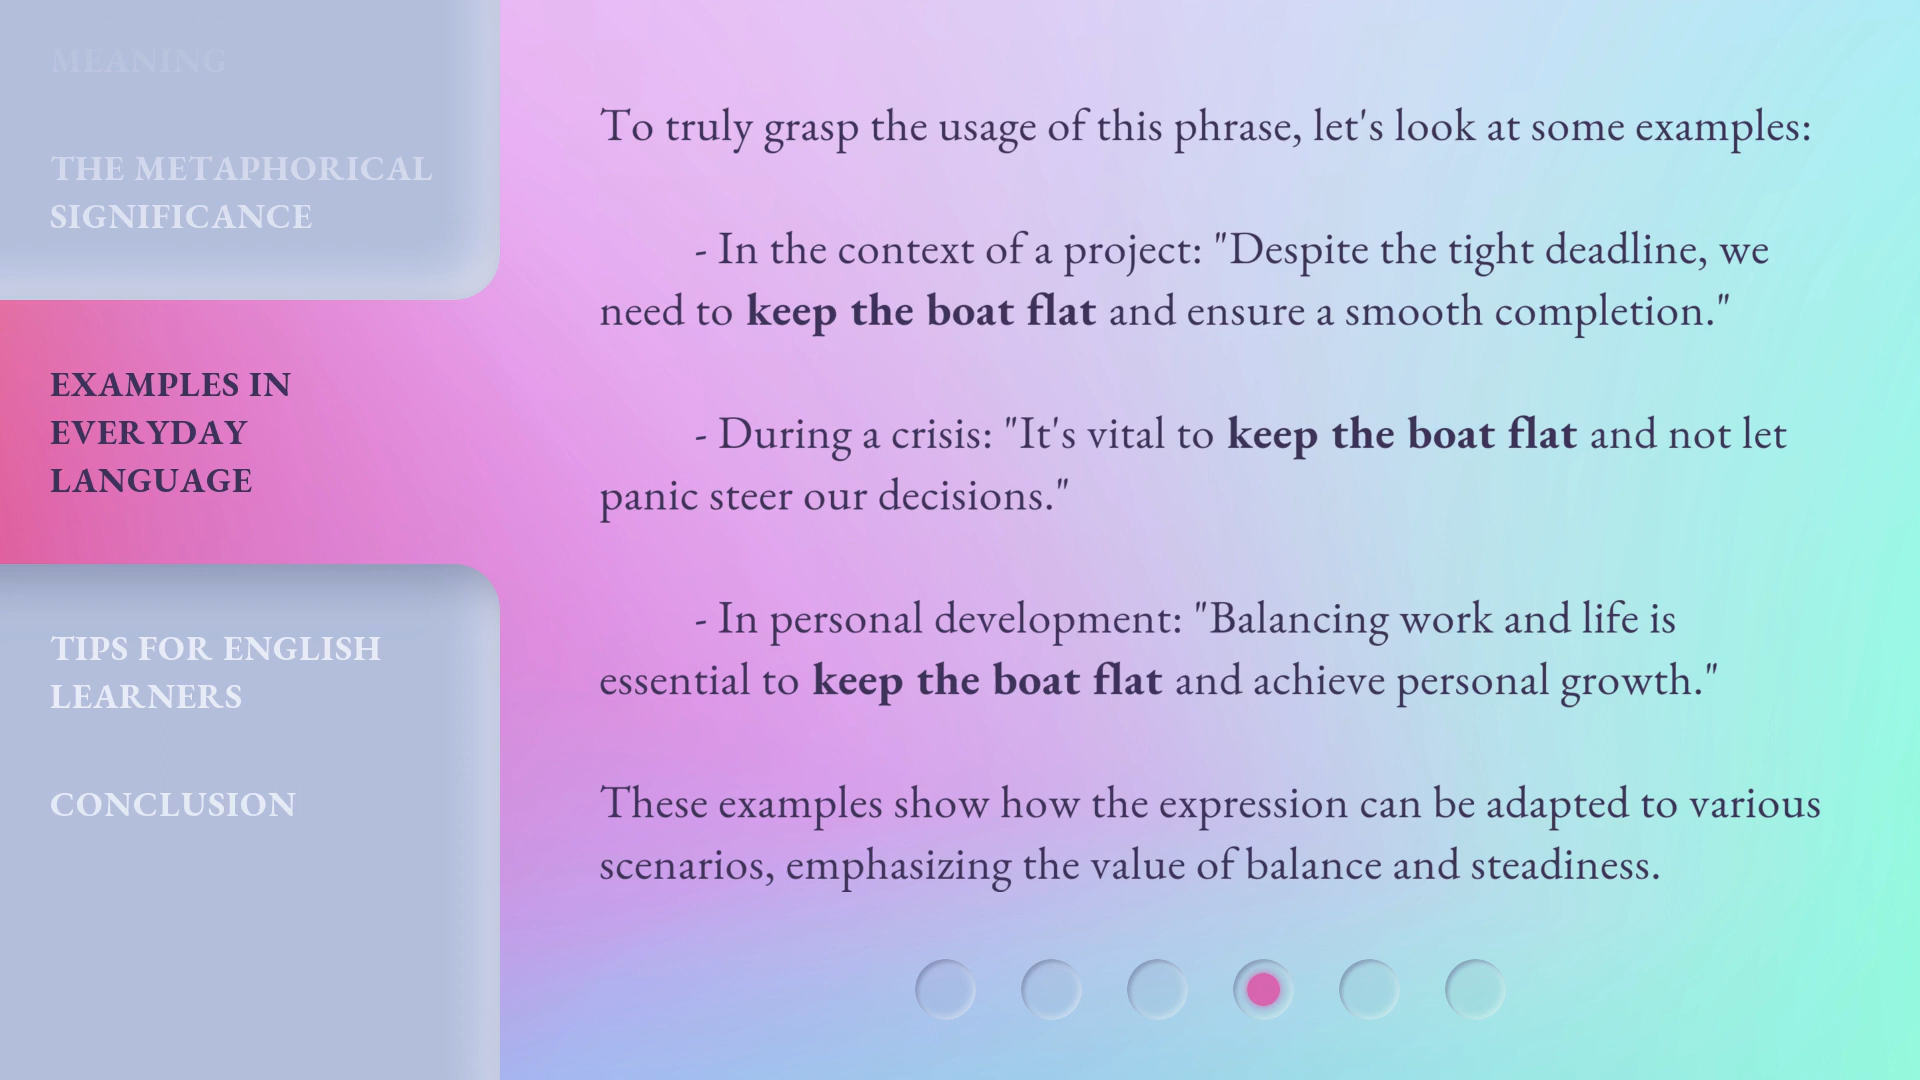 MEANING
THE METAPHORICAL
SIGNIFICANCE
EXAMPLES IN
EVERYDAY
LANGUAGE
TIPS FOR ENGLISH
LEARNERS
CONCLUSION
To truly grasp the usage of this phrase, let's look at some examples:
- In the context of a project: "Despite the tight deadline, we
need to keep the boat flat and ensure a smooth completion."
- During a crisis: "It's vital to keep the boat flat and not let
panic steer our decisions."
- In personal development: "Balancing work and life is
essential to keep the boat flat and achieve personal growth."
These examples show how the expression can be adapted to various
scenarios, emphasizing the value of balance and steadiness.